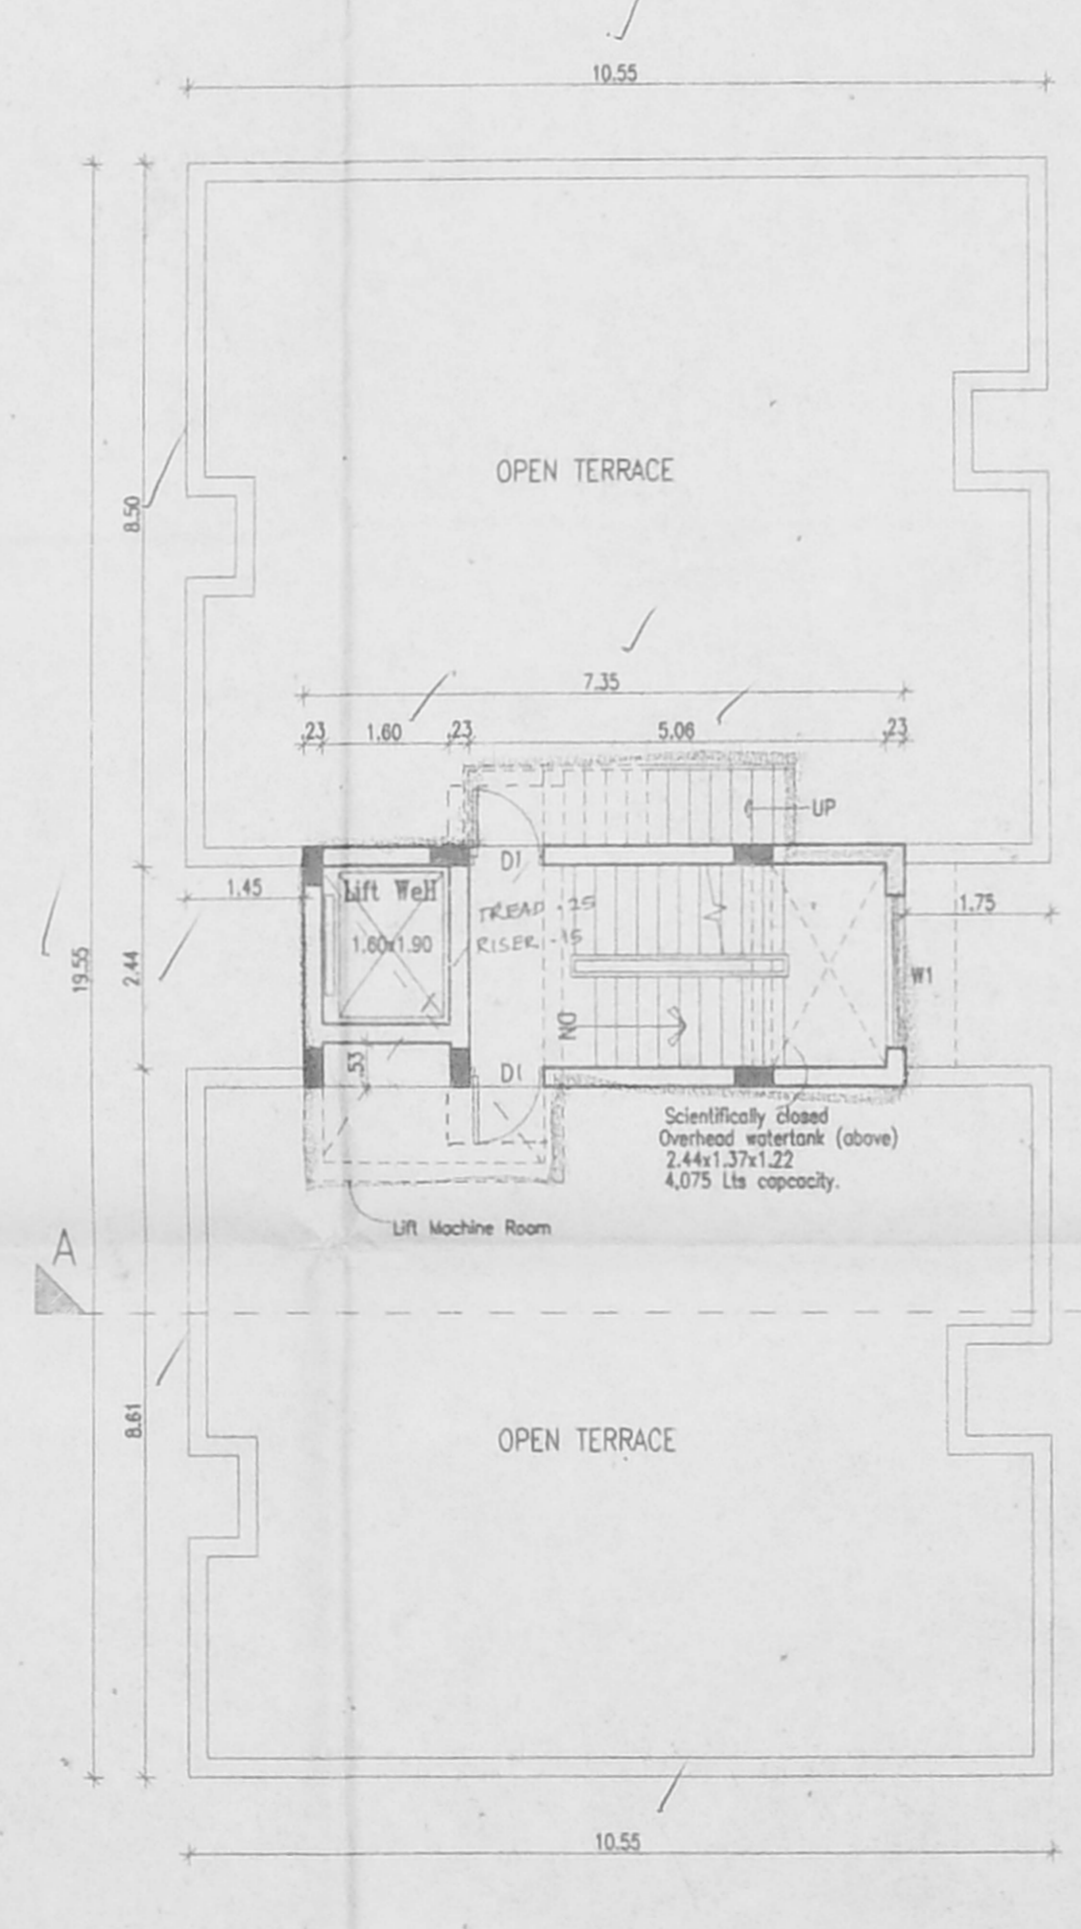 10.55
OPEN TERRACE
8.50
7.35
.23
1.60
.23
5.06
.23
UP
D1
Lift Well
1.45
TREAD - 25
1.75
1.60x1.90
RISER - 15
19.55
2.44
W1
DN
.53
D1
Scientifically closed
Overhead watertank (above)
2.44x1.37x1.22
4,075 Lts capcacity.
Lift Machine Room
A
8.61
OPEN TERRACE
10.55